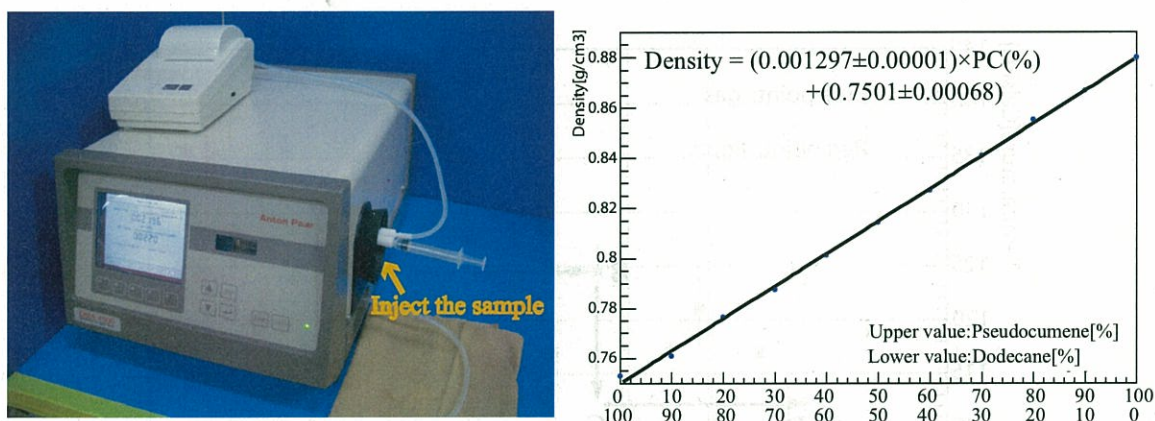 Anton Paar
Inject the sample
Density[g/cm3]
Density = (0.001297±0.00001)×PC(%)
+(0.7501±0.00068)
0.88
0.86
0.84
0.82
0.80
0.78
0.76
Upper value:Pseudocumene[%]
Lower value:Dodecane[%]
0 10 20 30 40 50 60 70 80 90 100
100 90 80 70 60 50 40 30 20 10 0